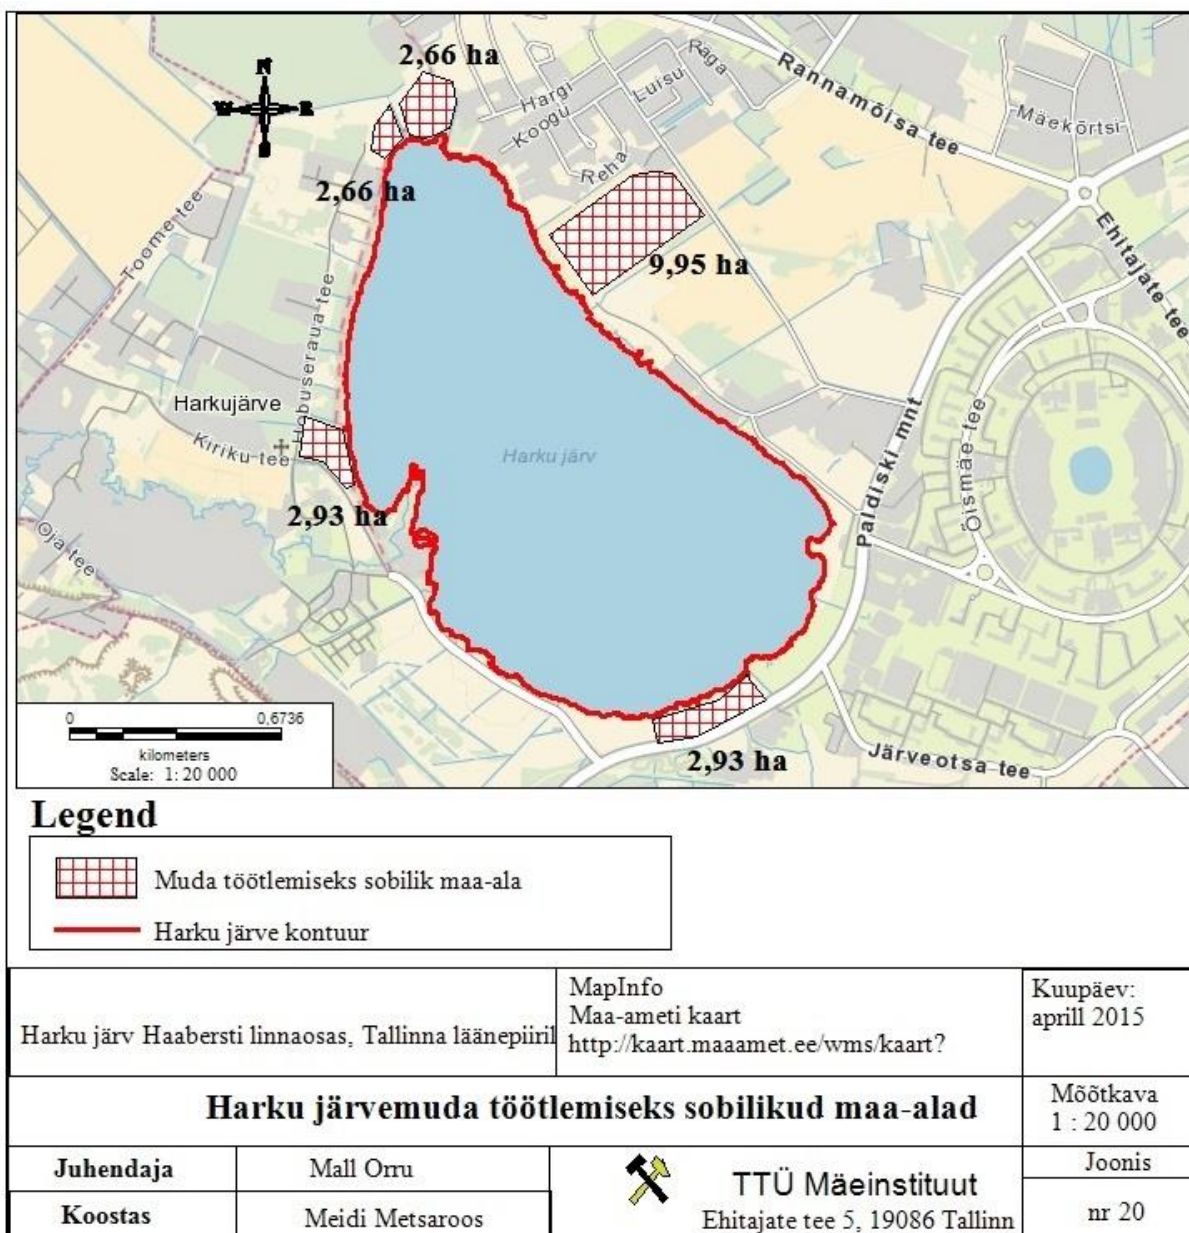 2,66 ha
N
W
E
S
Hargi
Koogu
Luisu
Raga
Reha
Rannamõisa tee
Mäekõrtsi
2,66 ha
Toome tee
9,95 ha
Ehitajate tee
Hobuseraua tee
Harkujärve
Kiriku tee
Harku järv
Paldiski mnt
Õismäe tee
2,93 ha
Oja tee
0
0,6736
kilometers
Scale: 1: 20 000
2,93 ha
Järveotsa tee
Legend
Muda töötlemiseks sobilik maa-ala
Harku järve kontuur
Harku järv Haabersti linnaosas, Tallinna läänepiiril
MapInfo
Maa-ameti kaart
http://kaart.maaamet.ee/wms/kaart?
Kuupäev:
aprill 2015
Harku järvemuda töötlemiseks sobilikud maa-alad
Mõõtkava
1 : 20 000
Juhendaja
Mall Orru
Koostas
Meidi Metsaroos
TTÜ Mäeinstituut
Ehitajate tee 5, 19086 Tallinn
Joonis
nr 20